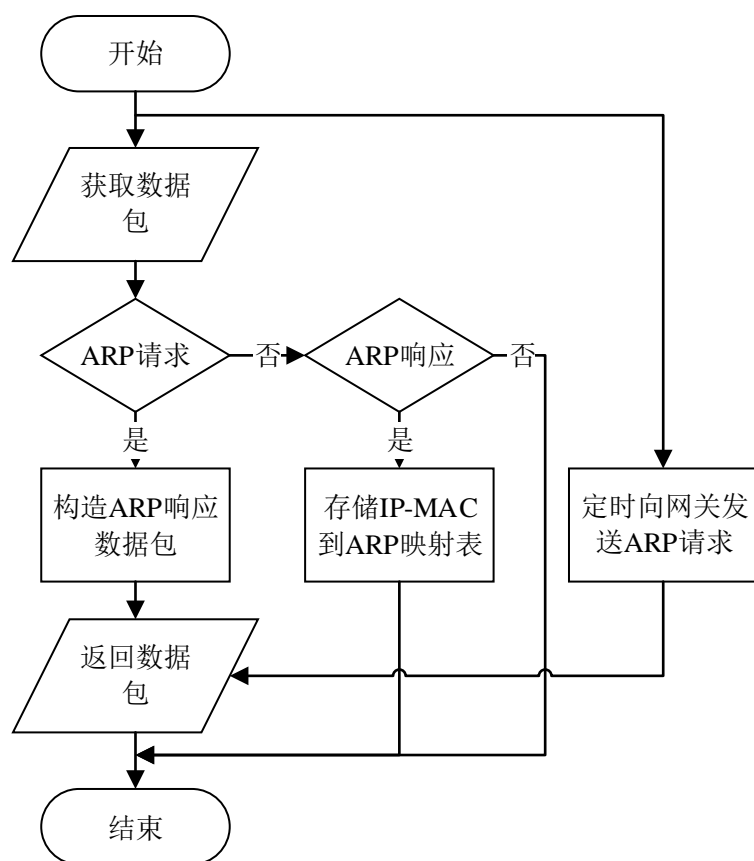 开始
获取数据
包
ARP请求
否
ARP响应
否
是
是
构造ARP响应
数据包
存储IP-MAC
到ARP映射表
定时向网关发
送ARP请求
返回数据
包
结束